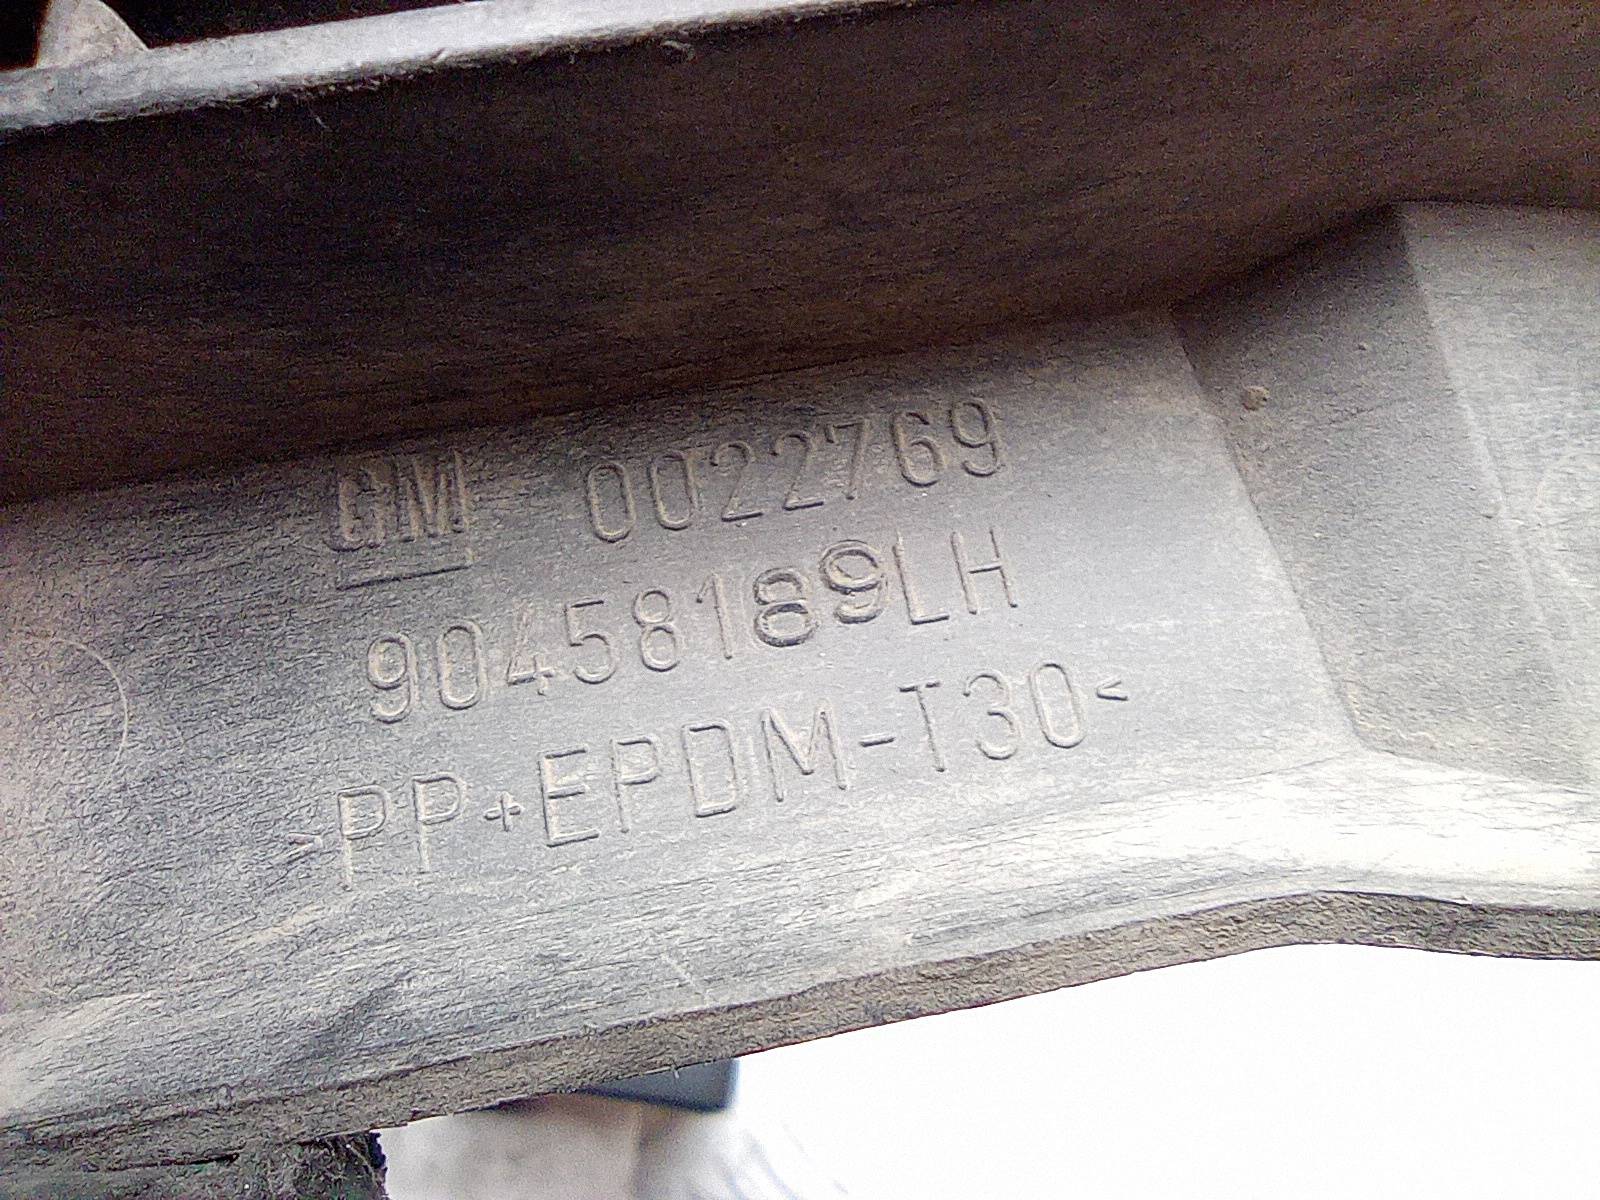 GM 0022769
90458189LH
>PP+EPDM-T30<